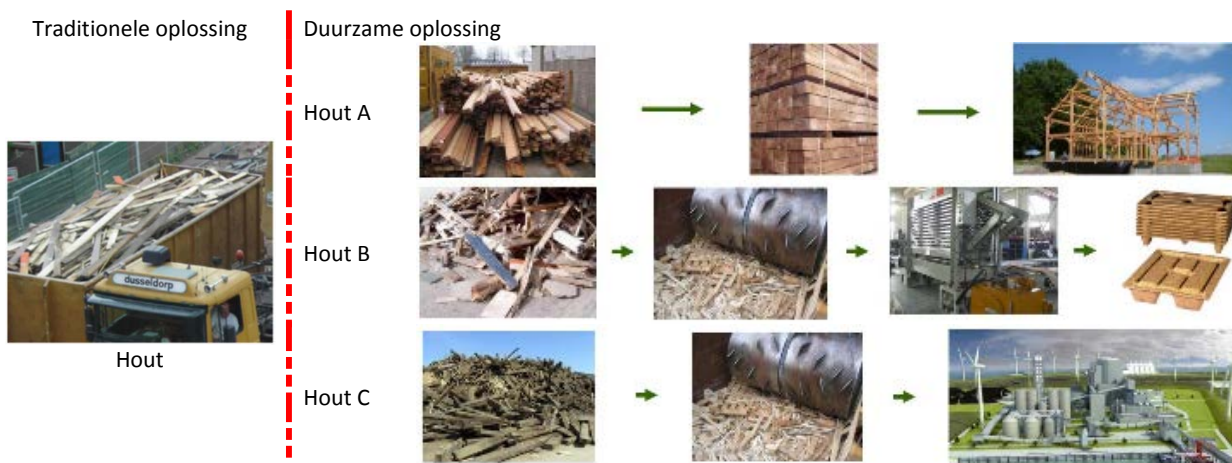 Traditionele oplossing
Duurzame oplossing
Hout A
Hout B
dusseldorp
Hout
Hout C